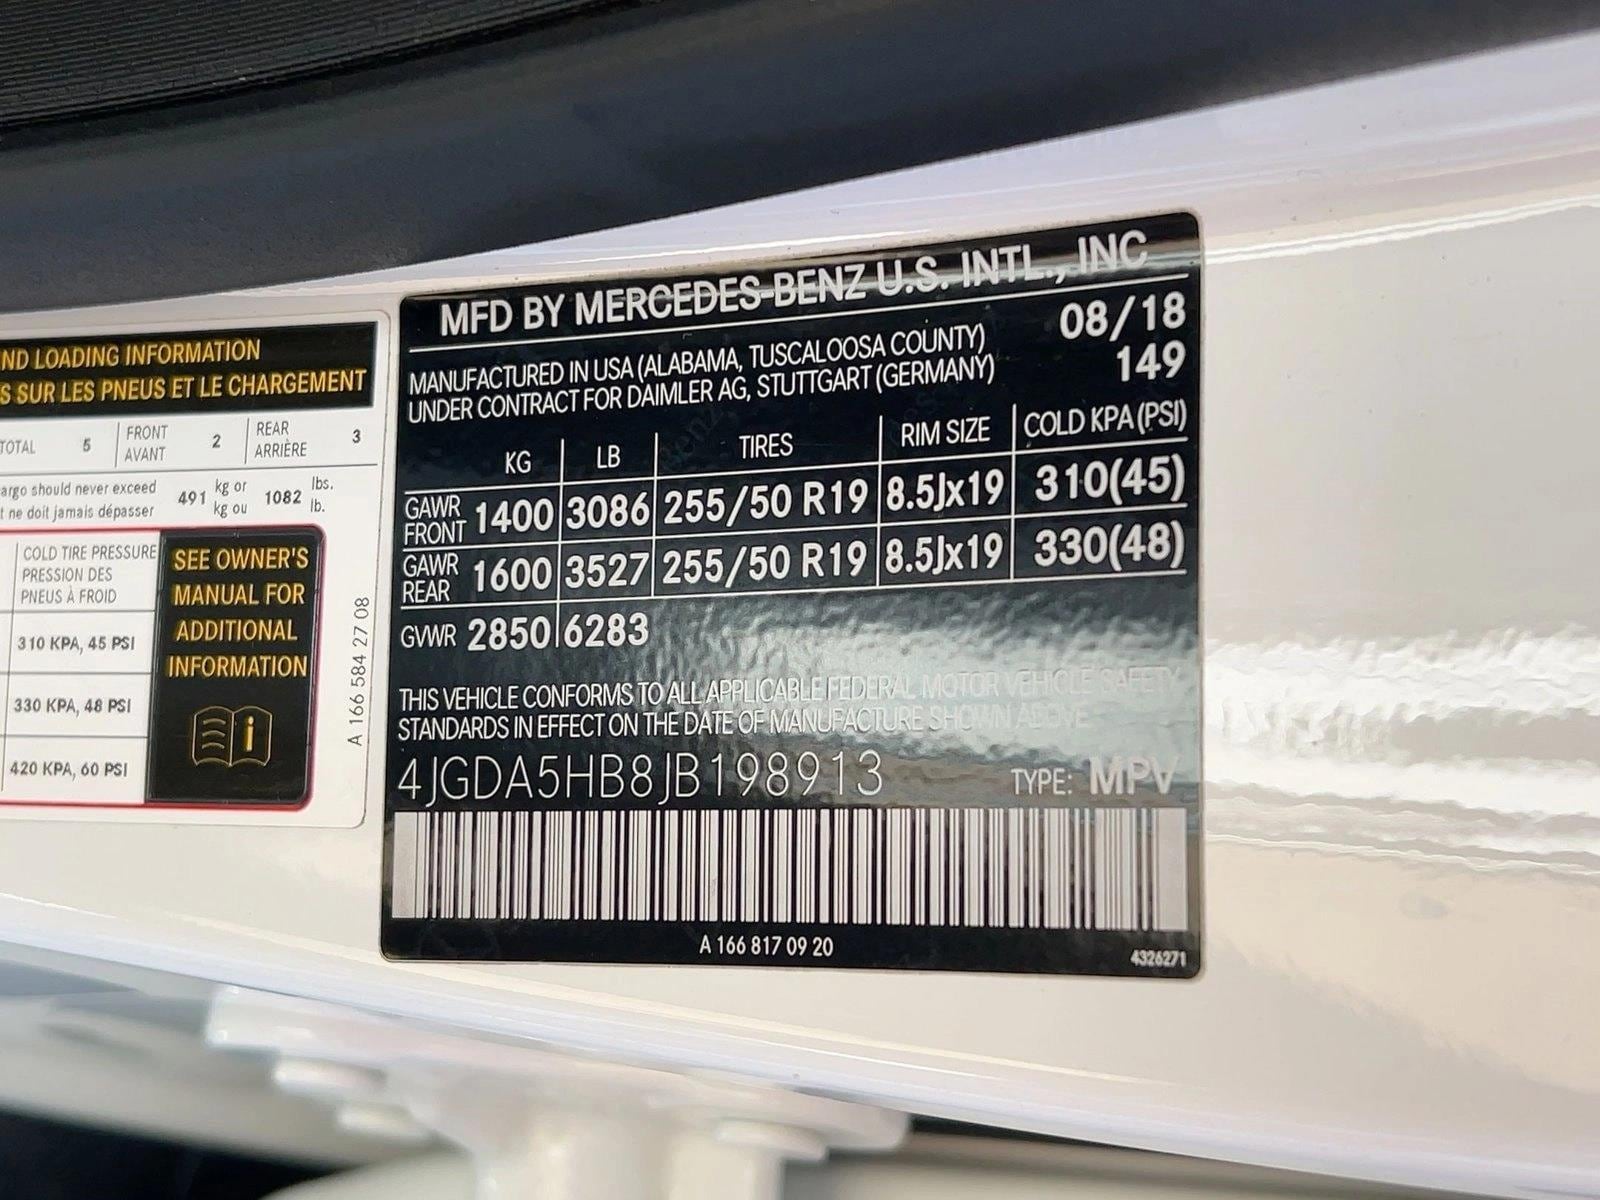 ND LOADING INFORMATION
S SUR LES PNEUS ET LE CHARGEMENT
TOTAL 5 FRONT AVANT 2 REAR ARRIÈRE 3
argo should never exceed 491 kg or 1082 lbs.
t ne doit jamais dépasser kg ou lb.
COLD TIRE PRESSURE
PRESSION DES
PNEUS À FROID
310 KPA, 45 PSI
330 KPA, 48 PSI
420 KPA, 60 PSI
SEE OWNER'S
MANUAL FOR
ADDITIONAL
INFORMATION
i
A 166 584 27 08
MFD BY MERCEDES-BENZ U.S. INTL., INC
MANUFACTURED IN USA (ALABAMA, TUSCALOOSA COUNTY) 08/18
UNDER CONTRACT FOR DAIMLER AG, STUTTGART (GERMANY) 149
KG LB TIRES RIM SIZE COLD KPA (PSI)
GAWR FRONT 1400 3086 255/50 R19 8.5Jx19 310(45)
GAWR REAR 1600 3527 255/50 R19 8.5Jx19 330(48)
GVWR 2850 6283
THIS VEHICLE CONFORMS TO ALL APPLICABLE FEDERAL MOTOR VEHICLE SAFETY
STANDARDS IN EFFECT ON THE DATE OF MANUFACTURE SHOWN ABOVE
4JGDA5HB8JB198913 TYPE: MPV
A 166 817 09 20
4326271